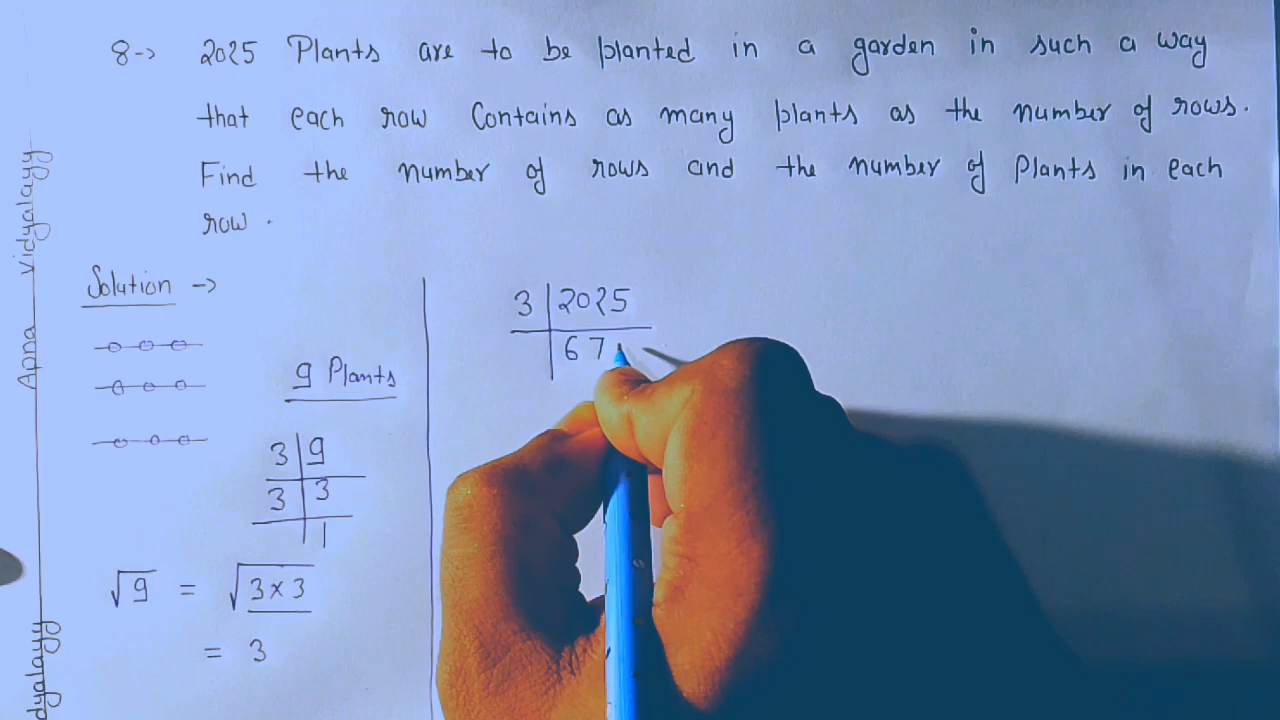 8-> 2025 Plants are to be planted in a garden in such a way
that each row Contains as many plants as the number of rows.
Find the number of rows and the number of Plants in each
row.
Solution ->
9 Plants
3 | 9
3 | 3
1
√9 = √3×3
= 3
3 | 2025
67
Apna Vidyalayy
dyalayy